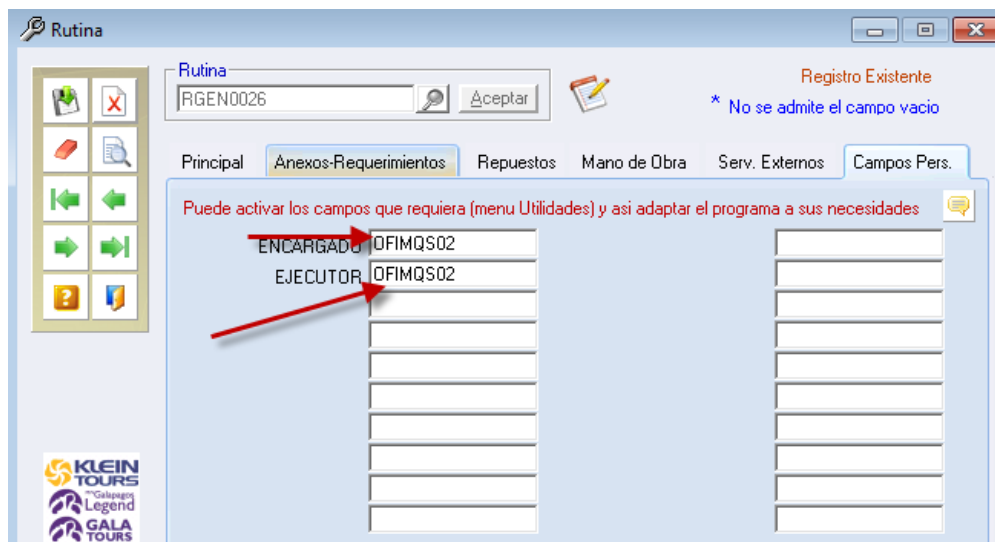 Rutina
Rutina
RGEN0026
Aceptar
Registro Existente
* No se admite el campo vacio
Principal
Anexos-Requerimientos
Repuestos
Mano de Obra
Serv. Externos
Campos Pers.
Puede activar los campos que requiera (menu Utilidades) y asi adaptar el programa a sus necesidades
ENCARGADO OFIMQS02
EJECUTOR OFIMQS02
KLEIN
TOURS
Galapagos
Legend
GALA
TOURS